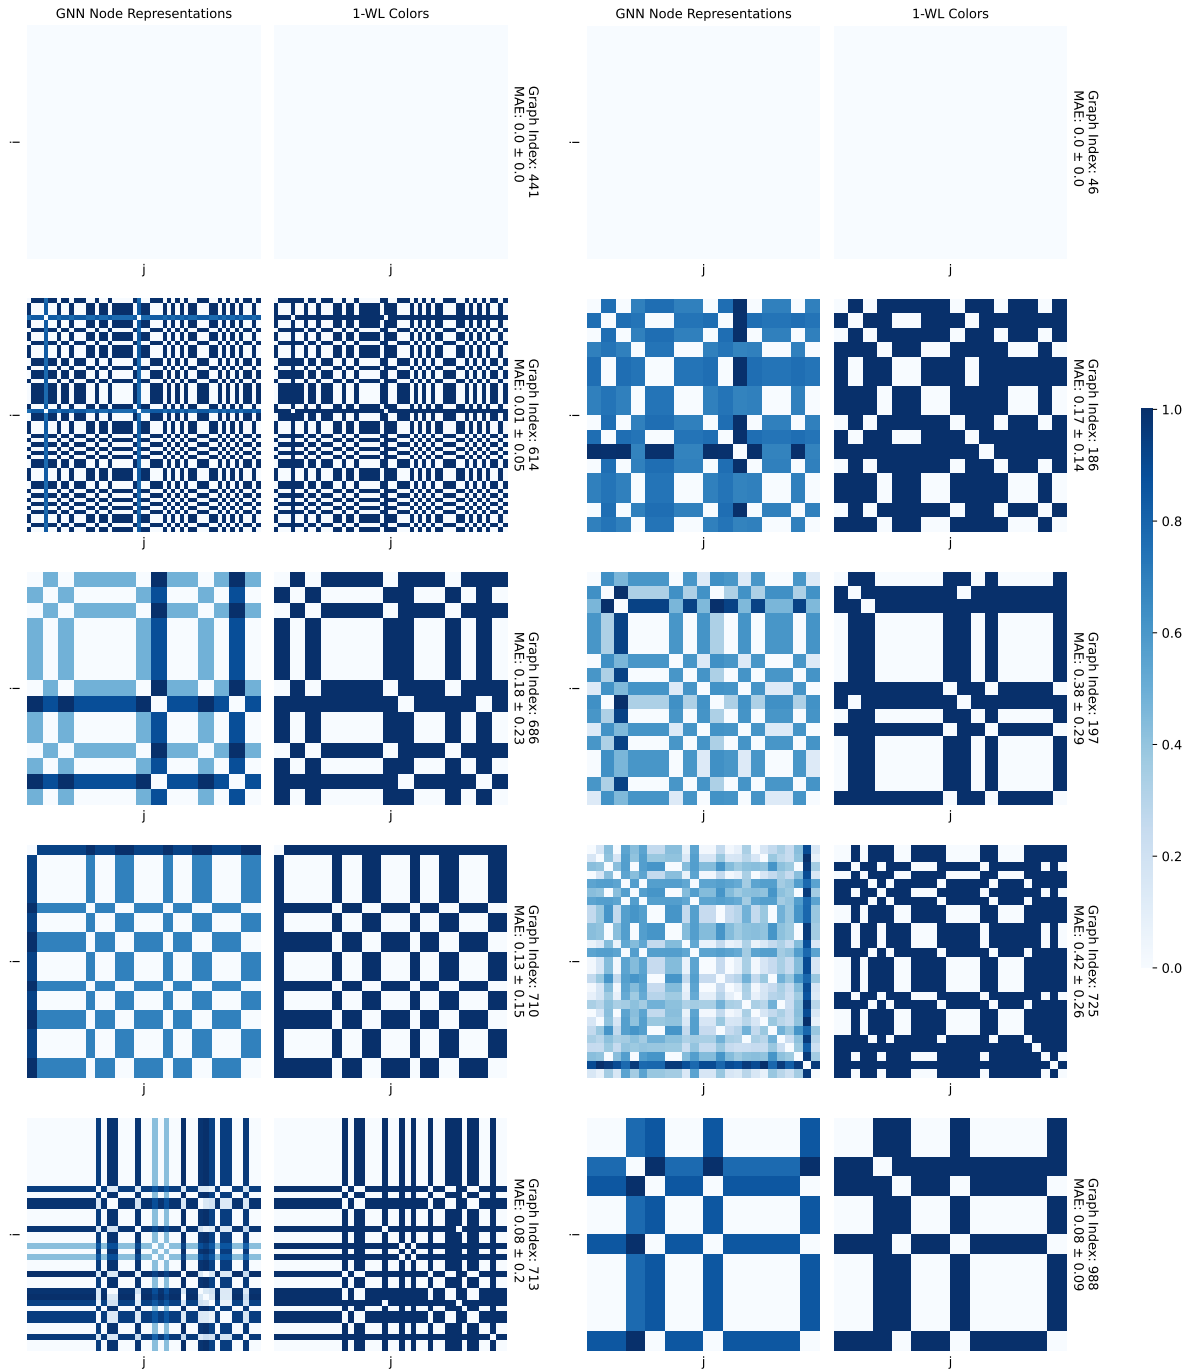 GNN Node Representations
1-WL Colors
GNN Node Representations
1-WL Colors
i
j
j
Graph Index: 441
MAE: 0.0 ± 0.0
i
j
j
Graph Index: 46
MAE: 0.0 ± 0.0
i
j
j
Graph Index: 614
MAE: 0.01 ± 0.05
i
j
j
Graph Index: 186
MAE: 0.17 ± 0.14
i
j
j
Graph Index: 686
MAE: 0.18 ± 0.23
i
j
j
Graph Index: 197
MAE: 0.38 ± 0.29
i
j
j
Graph Index: 710
MAE: 0.13 ± 0.15
i
j
j
Graph Index: 725
MAE: 0.42 ± 0.26
i
j
j
Graph Index: 713
MAE: 0.08 ± 0.2
i
j
j
Graph Index: 988
MAE: 0.08 ± 0.09
1.0
0.8
0.6
0.4
0.2
0.0